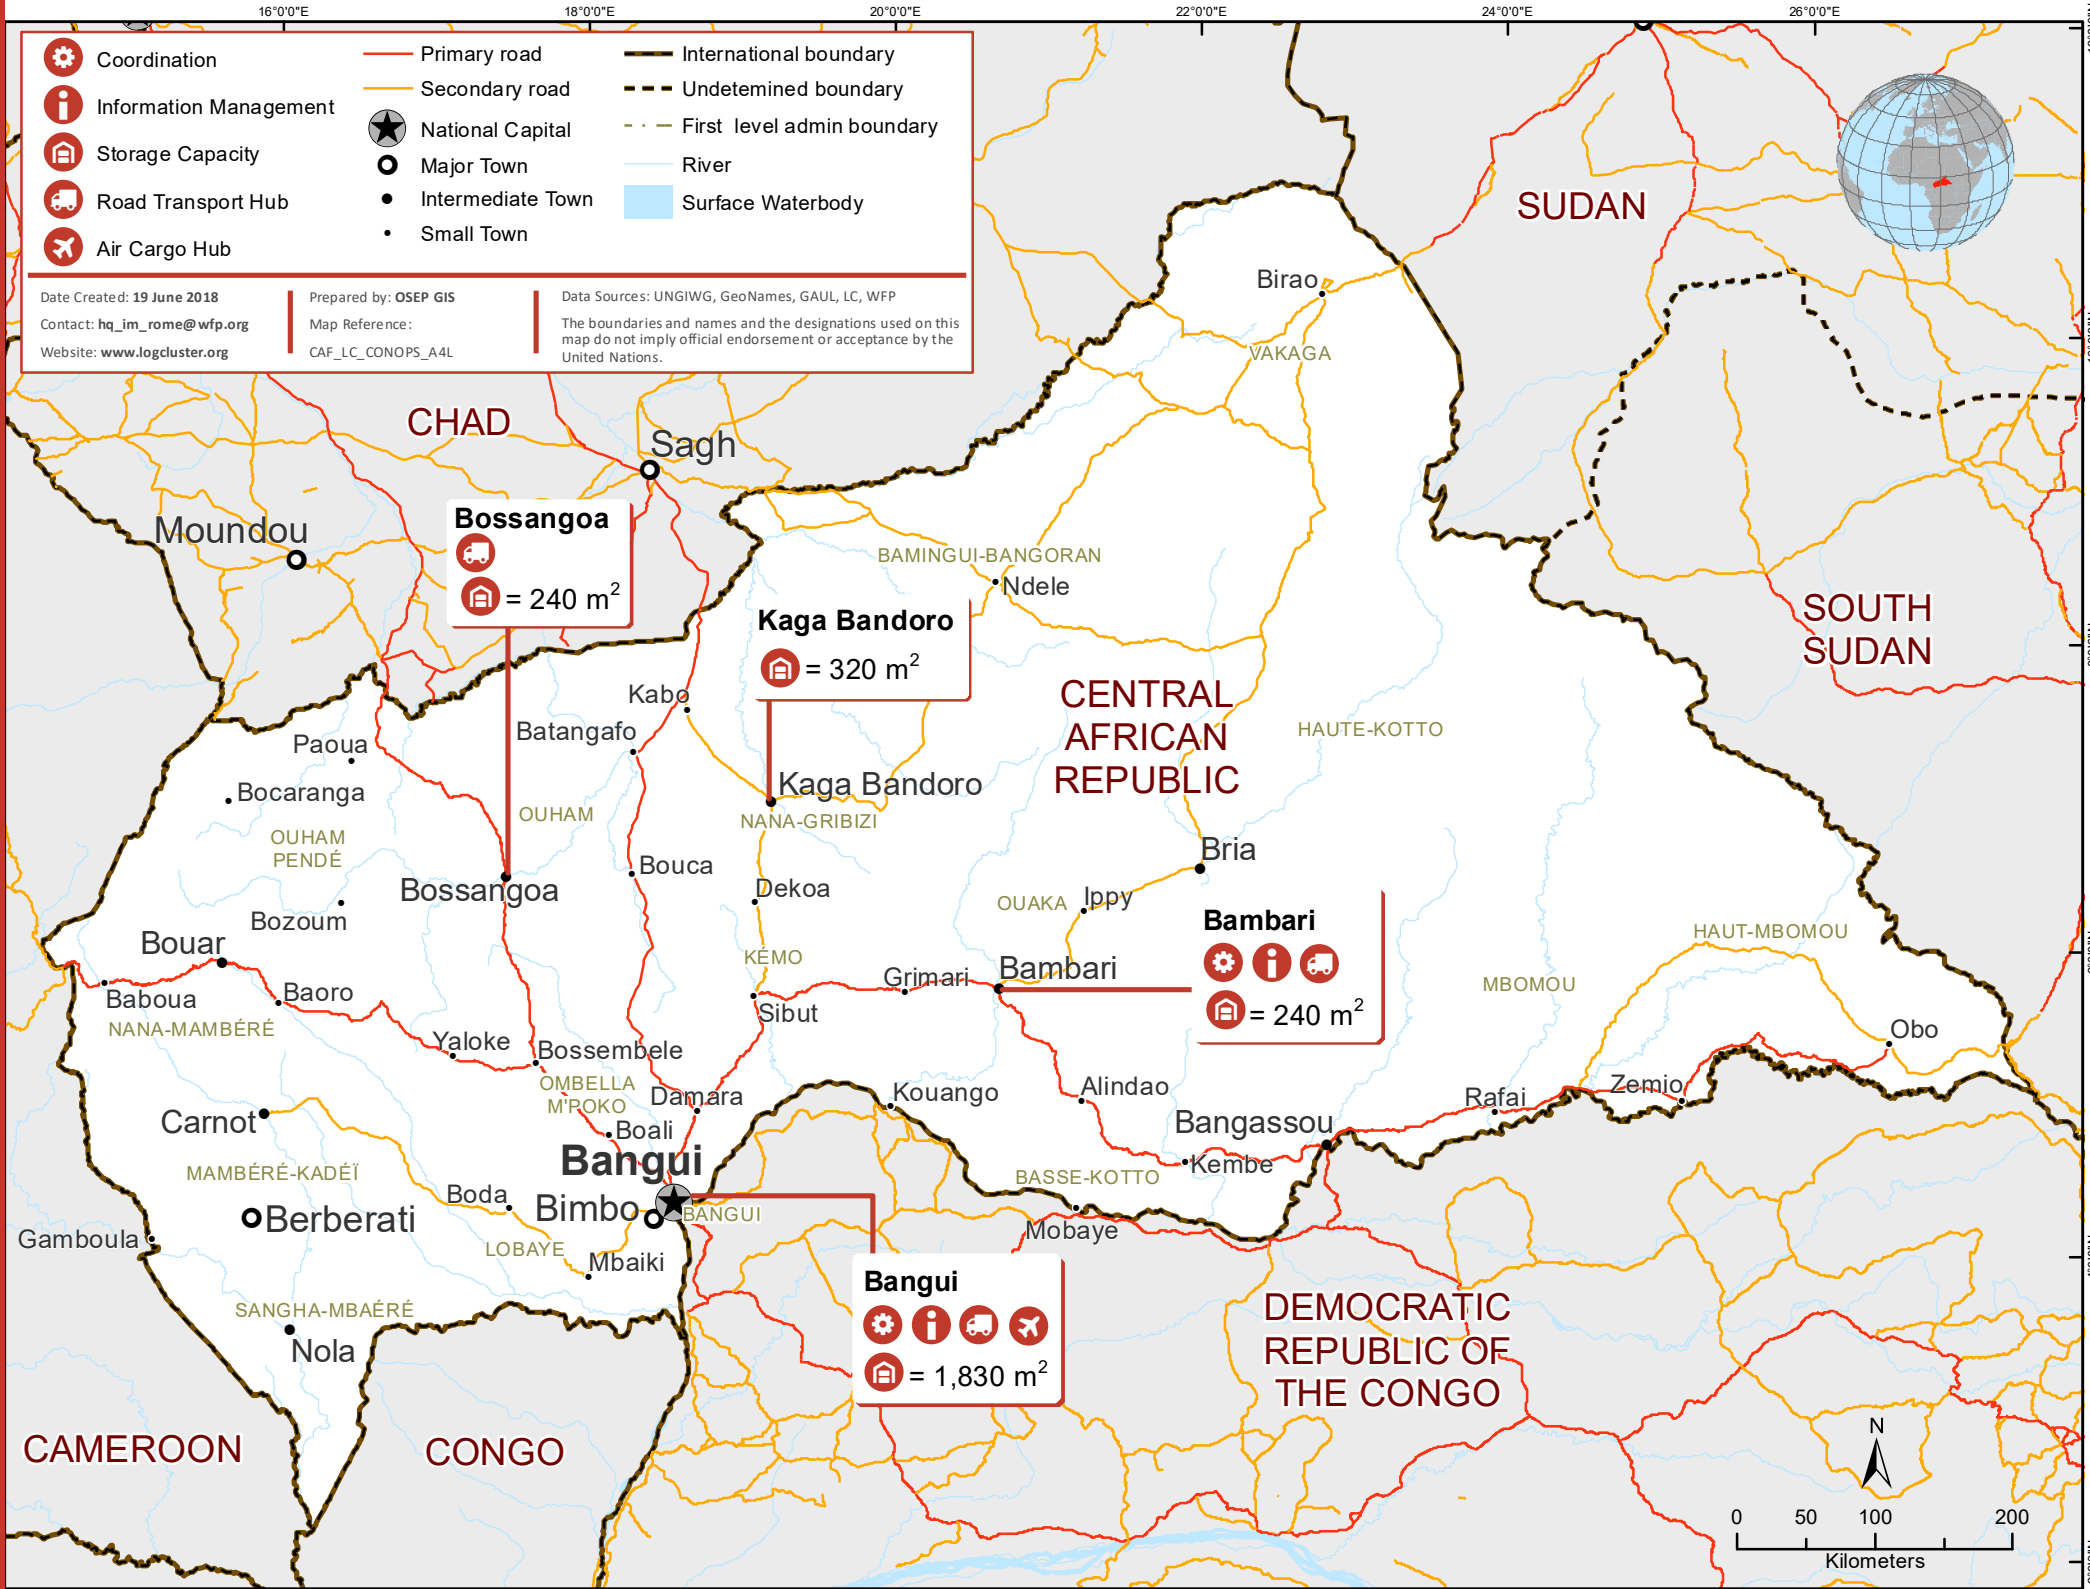 16°0'0"E
18°0'0"E
20°0'0"E
22°0'0"E
24°0'0"E
26°0'0"E
Coordination
Information Management
Storage Capacity
Road Transport Hub
Air Cargo Hub
Primary road
Secondary road
National Capital
Major Town
Intermediate Town
Small Town
International boundary
Undetemined boundary
First level admin boundary
River
Surface Waterbody
Date Created: 19 June 2018
Contact: hq_im_rome@wfp.org
Website: www.logcluster.org
Prepared by: OSEP GIS
Map Reference:
CAF_LC_CONOPS_A4L
Data Sources: UNGIWG, GeoNames, GAUL, LC, WFP
The boundaries and names and the designations used on this
map do not imply official endorsement or acceptance by the
United Nations.
SUDAN
Birao
VAKAGA
CHAD
Sagh
Moundou
Bossangoa
= 240 m²
BAMINGUI-BANGORAN
Ndele
Kaga Bandoro
= 320 m²
SOUTH
SUDAN
Kabo
CENTRAL
AFRICAN
REPUBLIC
Batangafo
HAUTE-KOTTO
Paoua
Kaga Bandoro
Bocaranga
OUHAM
NANA-GRIBIZI
OUHAM
PENDÉ
Bria
Bouca
Bossangoa
Dekoa
Ippy
OUAKA
Bozoum
Bambari
= 240 m²
HAUT-MBOMOU
Bouar
KÉMO
Grimari
Bambari
MBOMOU
Baboua
Baoro
Sibut
NANA-MAMBÉRÉ
Obo
Yaloke
Bossembele
OMBELLA
M'POKO
Damara
Kouango
Alindao
Rafai
Zemio
Carnot
Boali
Bangassou
Bangui
Kembe
MAMBÉRÉ-KADÉÏ
BASSE-KOTTO
Boda
Bimbo
BANGUI
Berberati
Mobaye
Gamboula
LOBAYE
Mbaiki
Bangui
= 1,830 m²
SANGHA-MBAÉRÉ
Nola
DEMOCRATIC
REPUBLIC OF
THE CONGO
CAMEROON
CONGO
N
0 50 100 200
Kilometers